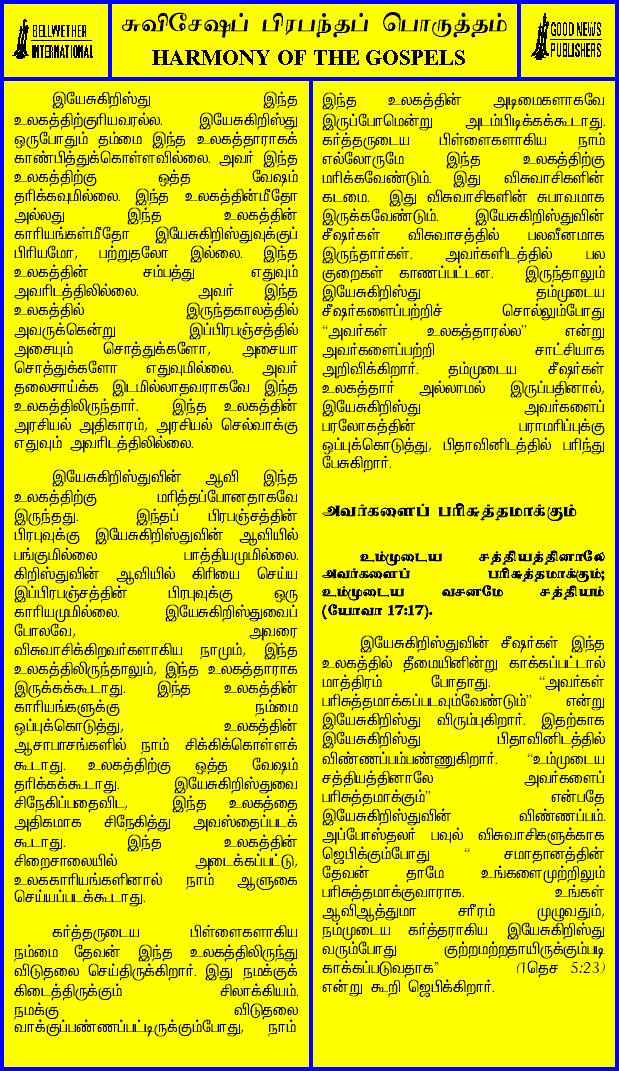 BELLWETHER
INTERNATIONAL
சுவிசேஷப் பிரபந்தப் பொருத்தம்
HARMONY OF THE GOSPELS
GOOD NEWS
PUBLISHERS
இயேசுகிறிஸ்து இந்த
உலகத்திற்குரியவரல்ல. இயேசுகிறிஸ்து
ஒருபோதும் தம்மை இந்த உலகத்தாராகக்
காண்பித்துக்கொள்ளவில்லை. அவர் இந்த
உலகத்திற்கு ஒத்த வேஷம்
தரிக்கவுமில்லை. இந்த உலகத்தின்மீதோ
அல்லது இந்த உலகத்தின்
காரியங்கள்மீதோ இயேசுகிறிஸ்துவுக்குப்
பிரியமோ, பற்றுதலோ இல்லை. இந்த
உலகத்தின் சம்பத்து எதுவும்
அவரிடத்திலில்லை. அவர் இந்த
உலகத்தில் இருந்தகாலத்தில்
அவருக்கென்று இப்பிரபஞ்சத்தில்
அசையும் சொத்துக்களோ, அசையா
சொத்துக்களோ எதுவுமில்லை. அவர்
தலைசாய்க்க இடமில்லாதவராகவே இந்த
உலகத்திலிருந்தார். இந்த உலகத்தின்
அரசியல் அதிகாரம், அரசியல் செல்வாக்கு
எதுவும் அவரிடத்திலில்லை.
இயேசுகிறிஸ்துவின் ஆவி இந்த
உலகத்திற்கு மரித்தப்போனதாகவே
இருந்தது. இந்தப் பிரபஞ்சத்தின்
பிரபுவுக்கு இயேசுகிறிஸ்துவின் ஆவியில்
பங்குமில்லை பாத்தியமுமில்லை.
கிறிஸ்துவின் ஆவியில் கிரியை செய்ய
இப்பிரபஞ்சத்தின் பிரபுவுக்கு ஒரு
காரியமுமில்லை. இயேசுகிறிஸ்துவைப்
போலவே, அவரை
விசுவாசிக்கிறவர்களாகிய நாமும், இந்த
உலகத்திலிருந்தாலும், இந்த உலகத்தாராக
இருக்கக்கூடாது. இந்த உலகத்தின்
காரியங்களுக்கு நம்மை
ஒப்புக்கொடுத்து, உலகத்தின்
ஆசாபாசங்களில் நாம் சிக்கிக்கொள்ளக்
கூடாது. உலகத்திற்கு ஒத்த வேஷம்
தரிக்கக்கூடாது. இயேசுகிறிஸ்துவை
சிநேகிப்பதைவிட, இந்த உலகத்தை
அதிகமாக சிநேகித்து அவஸ்தைப்படக்
கூடாது. இந்த உலகத்தின்
சிறைசாலையில் அடைக்கப்பட்டு,
உலககாரியங்களினால் நாம் ஆளுகை
செய்யப்படக்கூடாது.
கர்த்தருடைய பிள்ளைகளாகிய
நம்மை தேவன் இந்த உலகத்திலிருந்து
விடுதலை செய்திருக்கிறார். இது நமக்குக்
கிடைத்திருக்கும் சிலாக்கியம்.
நமக்கு விடுதலை
வாக்குப்பண்ணப்பட்டிருக்கும்போது, நாம்
இந்த உலகத்தின் அடிமைகளாகவே
இருப்போமென்று அடம்பிடிக்கக்கூடாது.
கர்த்தருடைய பிள்ளைகளாகிய நாம்
எல்லோருமே இந்த உலகத்திற்கு
மரிக்கவேண்டும். இது விசுவாசிகளின்
கடமை. இது விசுவாசிகளின் சுபாவமாக
இருக்கவேண்டும். இயேசுகிறிஸ்துவின்
சீஷர்கள் விசுவாசத்தில் பலவீனமாக
இருந்தார்கள். அவர்களிடத்தில் பல
குறைகள் காணப்பட்டன. இருந்தாலும்
இயேசுகிறிஸ்து தம்முடைய
சீஷர்களைப்பற்றிச் சொல்லும்போது
“அவர்கள் உலகத்தாரல்ல” என்று
அவர்களைப்பற்றி சாட்சியாக
அறிவிக்கிறார். தம்முடைய சீஷர்கள்
உலகத்தார் அல்லாமல் இருப்பதினால்,
இயேசுகிறிஸ்து அவர்களைப்
பரலோகத்தின் பராமரிப்புக்கு
ஒப்புக்கொடுத்து, பிதாவினிடத்தில் பரிந்து
பேசுகிறார்.
அவர்களைப் பரிசுத்தமாக்கும்
உம்முடைய சத்தியத்தினாலே
அவர்களைப் பரிசுத்தமாக்கும்;
உம்முடைய வசனமே சத்தியம்
(யோவா 17:17).
இயேசுகிறிஸ்துவின் சீஷர்கள் இந்த
உலகத்தில் தீமையினின்று காக்கப்பட்டால்
மாத்திரம் போதாது. “அவர்கள்
பரிசுத்தமாக்கப்படவும்வேண்டும்” என்று
இயேசுகிறிஸ்து விரும்புகிறார். இதற்காக
இயேசுகிறிஸ்து பிதாவினிடத்தில்
விண்ணப்பம்பண்ணுகிறார். “உம்முடைய
சத்தியத்தினாலே அவர்களைப்
பரிசுத்தமாக்கும்” என்பதே
இயேசுகிறிஸ்துவின் விண்ணப்பம்.
அப்போஸ்தலர் பவுல் விசுவாசிகளுக்காக
ஜெபிக்கும்போது “ சமாதானத்தின்
தேவன் தாமே உங்களைமுற்றிலும்
பரிசுத்தமாக்குவாராக. உங்கள்
ஆவிஆத்துமா சரீரம் முழுவதும்,
நம்முடைய கர்த்தராகிய இயேசுகிறிஸ்து
வரும்போது குற்றமற்றதாயிருக்கும்படி
காக்கப்படுவதாக” (1தெச 5:23)
என்று கூறி ஜெபிக்கிறார்.